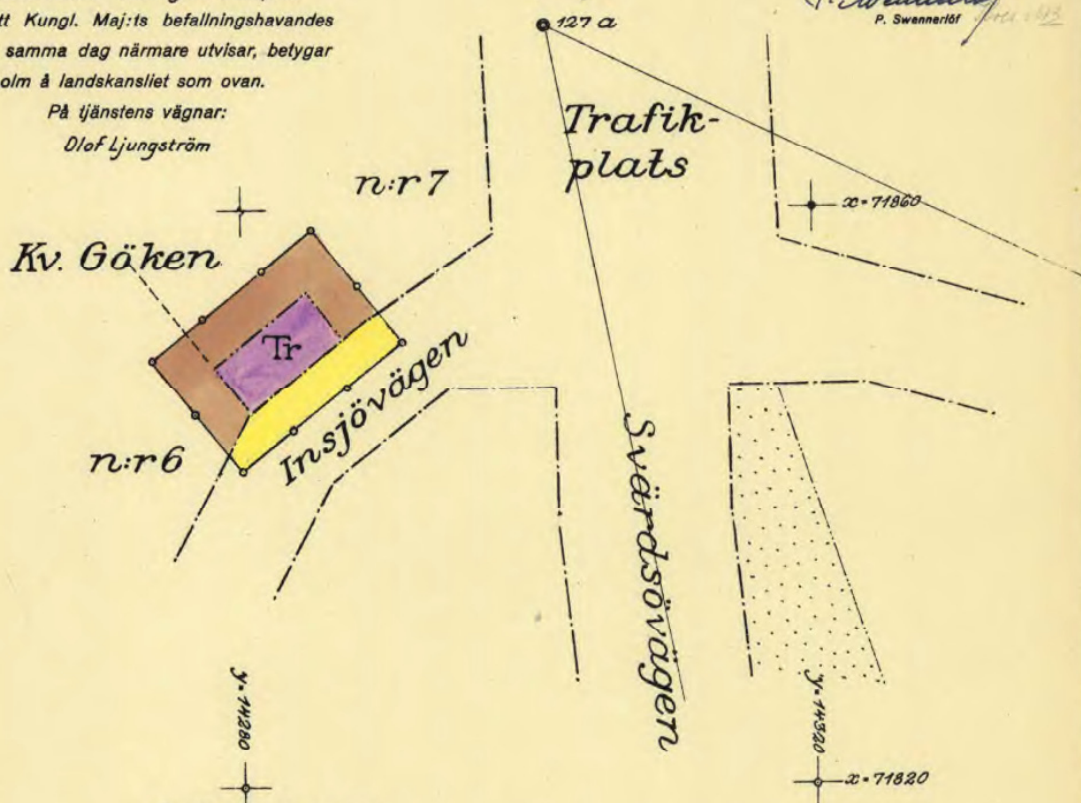 tt Kungl. Maj:ts befallningshavandes
samma dag närmare utvisar, betygar
olm å landskansliet som ovan.
På tjänstens vägnar:
Olof Ljungström
P. Swennerlöf
127 a
Trafik-
plats
n:r 7
x=71860
Kv. Göken
Tr
Insjövägen
n:r 6
Svärdsövägen
y=14280
y=14320
x=71820